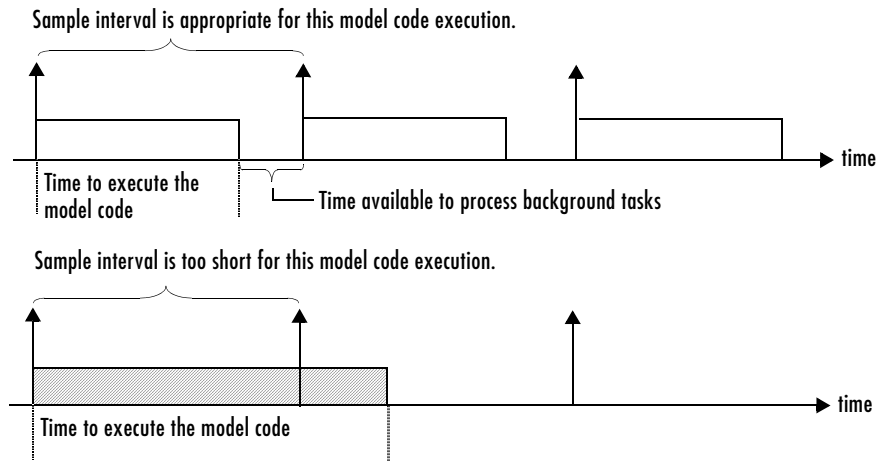 Sample interval is appropriate for this model code execution.
time
Time to execute the
model code
Time available to process background tasks
Sample interval is too short for this model code execution.
time
Time to execute the model code